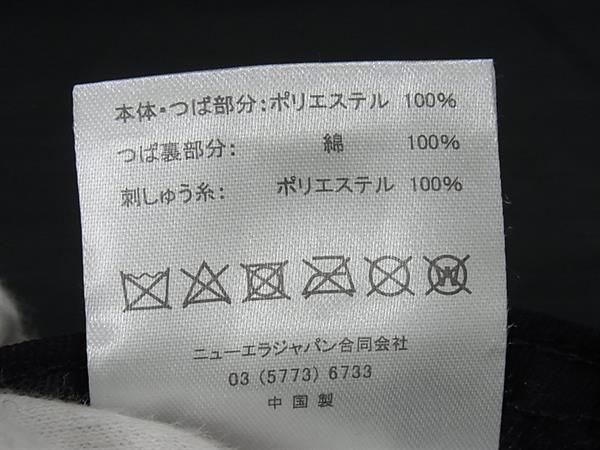 本体・つば部分:ポリエステル 100%
つば裏部分: 綿 100%
刺しゅう糸: ポリエステル 100%
W
ニューエラジャパン合同会社
03 (5773) 6733
中国製